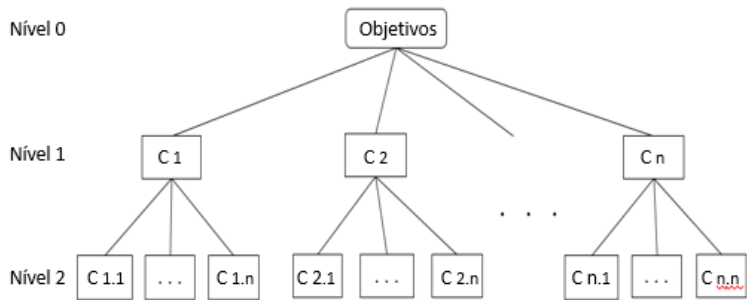 Nível 0
Objetivos
Nível 1
C 1
C 2
C n
. . .
Nível 2
C 1.1
. . .
C 1.n
C 2.1
. . .
C 2.n
C n.1
. . .
C n.n